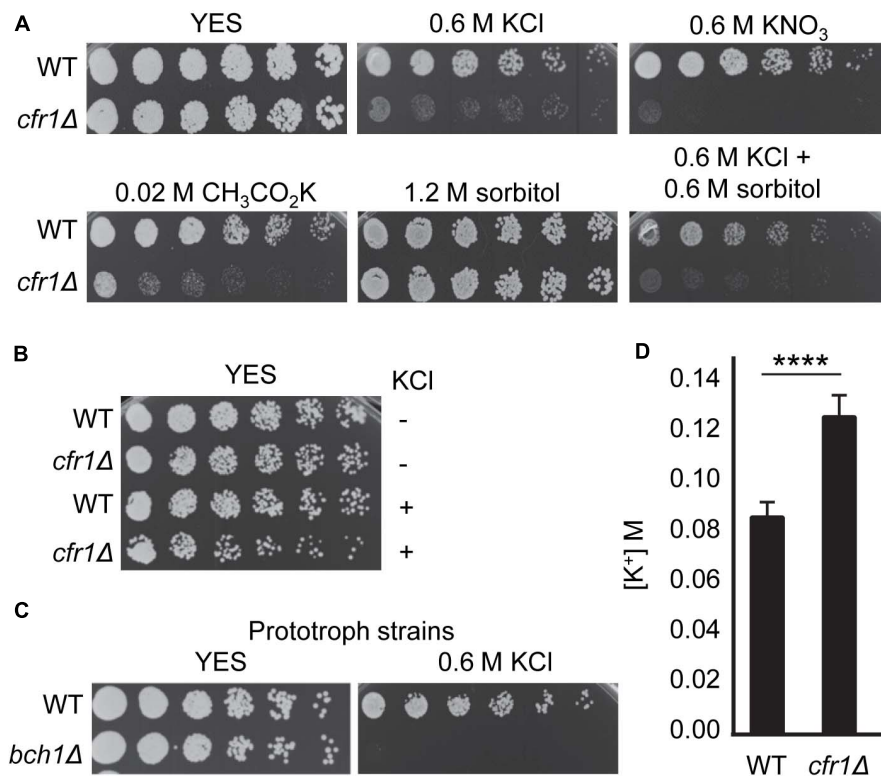 A
YES
0.6 M KCl
0.6 M KNO₃
WT
cfr1Δ
0.02 M CH₃CO₂K
1.2 M sorbitol
0.6 M KCl +
0.6 M sorbitol
WT
cfr1Δ
B
YES
KCl
WT
-
cfr1Δ
-
WT
+
cfr1Δ
+
C
Prototroph strains
YES
0.6 M KCl
WT
bch1Δ
D
****
0.14
0.12
0.10
0.08
0.06
0.04
0.02
0.00
[K⁺] M
WT
cfr1Δ